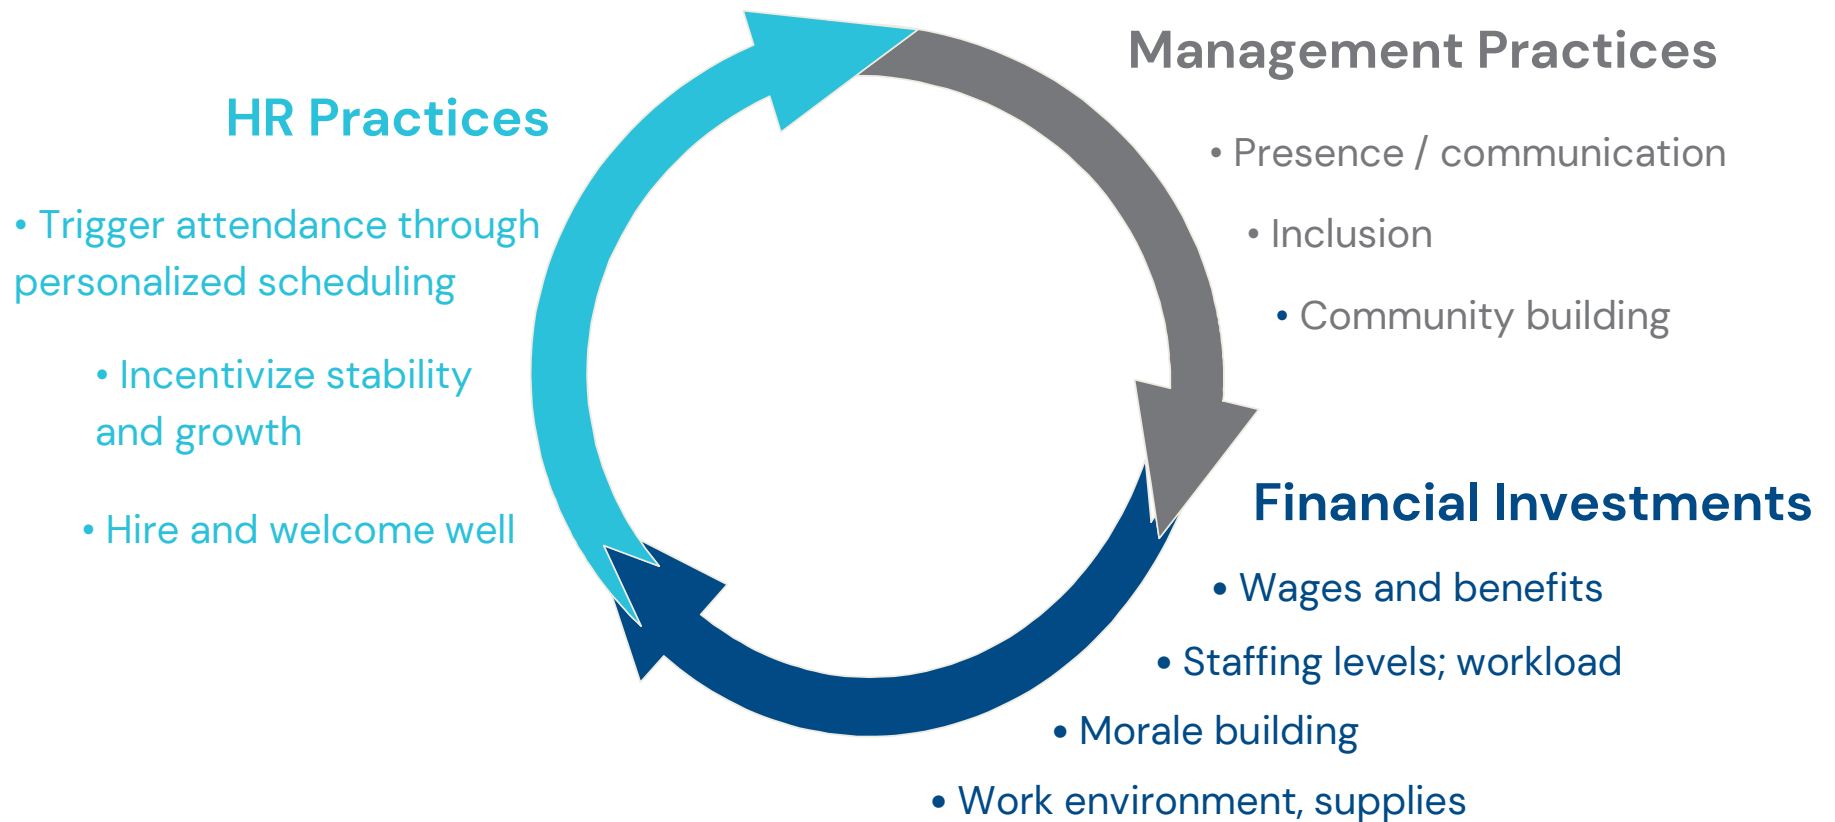 HR Practices
• Trigger attendance through
personalized scheduling
• Incentivize stability
and growth
• Hire and welcome well
Management Practices
• Presence / communication
• Inclusion
• Community building
Financial Investments
• Wages and benefits
• Staffing levels; workload
• Morale building
• Work environment, supplies